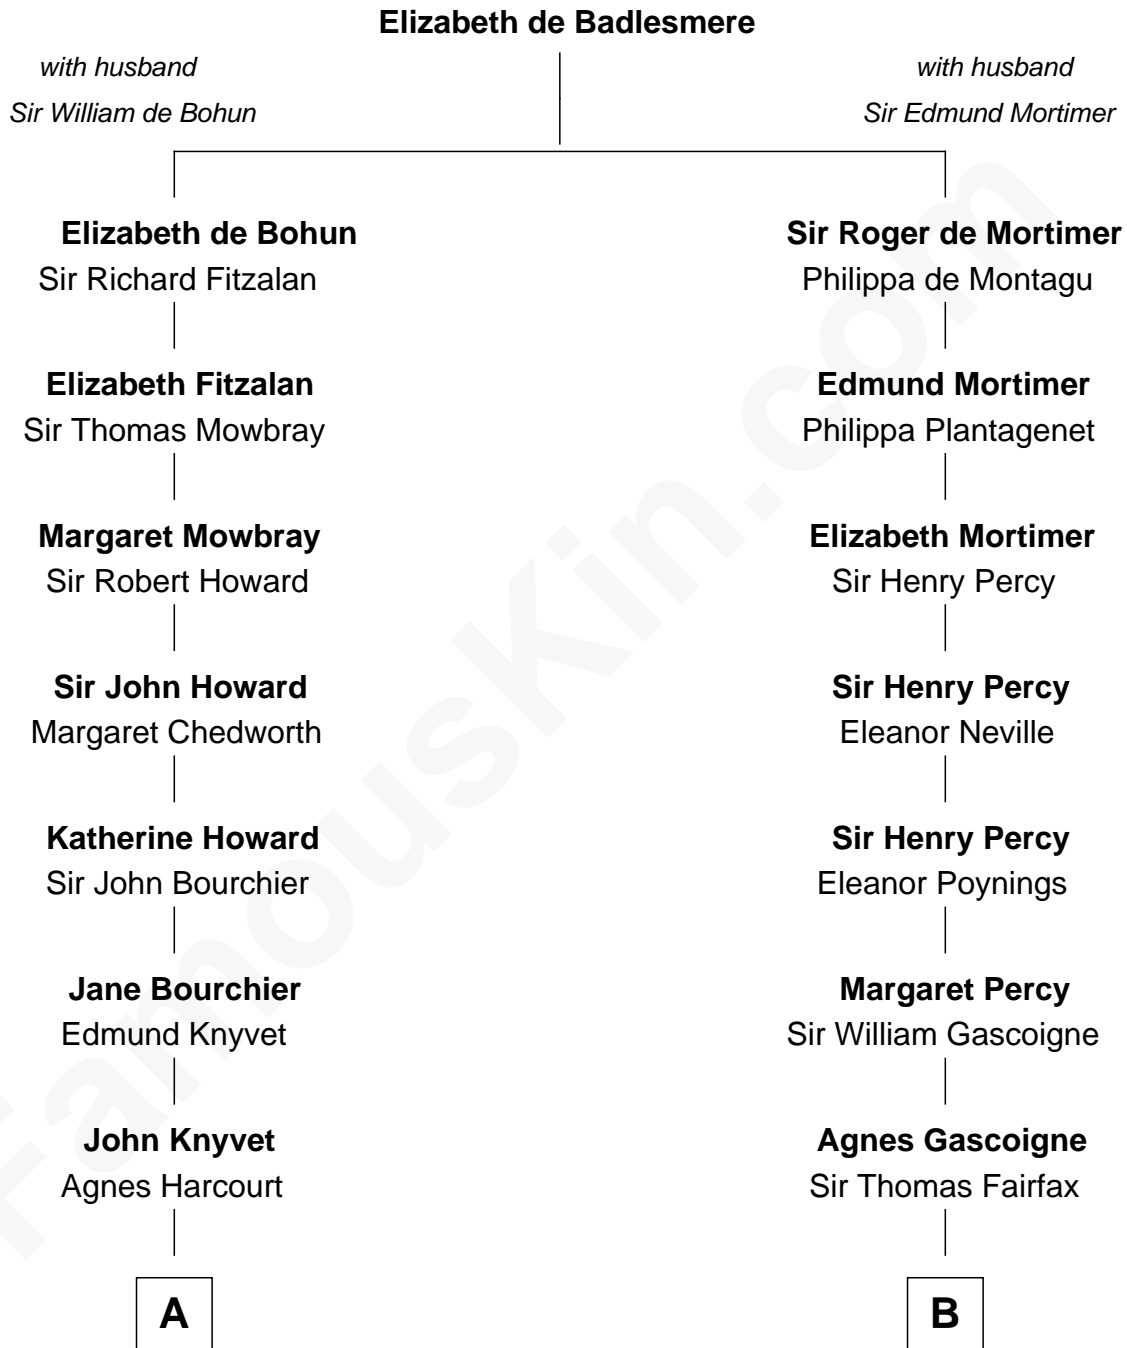 Elizabeth de Badlesmere
with husband
Sir William de Bohun
with husband
Sir Edmund Mortimer
Elizabeth de Bohun
Sir Richard Fitzalan
Sir Roger de Mortimer
Philippa de Montagu
Elizabeth Fitzalan
Sir Thomas Mowbray
Edmund Mortimer
Philippa Plantagenet
Margaret Mowbray
Sir Robert Howard
Elizabeth Mortimer
Sir Henry Percy
Sir John Howard
Margaret Chedworth
Sir Henry Percy
Eleanor Neville
Katherine Howard
Sir John Bourchier
Sir Henry Percy
Eleanor Poynings
Jane Bourchier
Edmund Knyvet
Margaret Percy
Sir William Gascoigne
John Knyvet
Agnes Harcourt
Agnes Gascoigne
Sir Thomas Fairfax
A
B
FamousKin.com